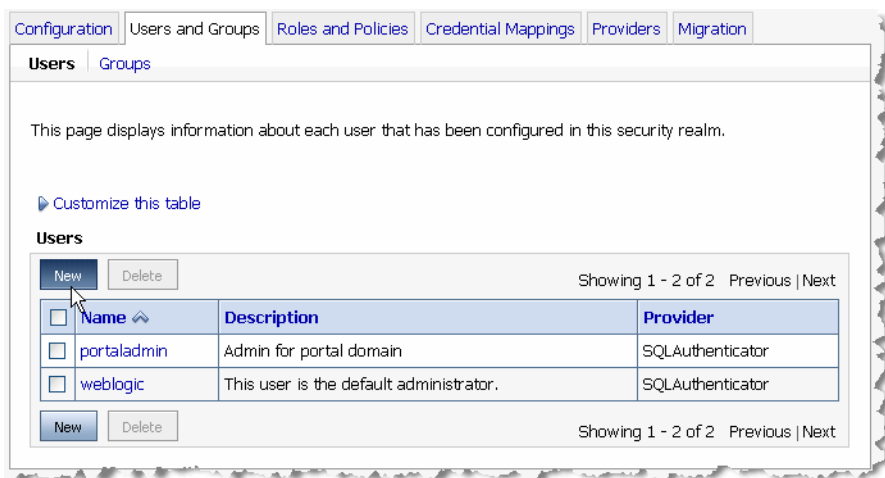 Configuration Users and Groups Roles and Policies Credential Mappings Providers Migration
Users Groups
This page displays information about each user that has been configured in this security realm.
Customize this table
Users
New Delete Showing 1 - 2 of 2 Previous | Next
Name Description Provider
portaladmin Admin for portal domain SQLAuthenticator
weblogic This user is the default administrator. SQLAuthenticator
New Delete Showing 1 - 2 of 2 Previous | Next